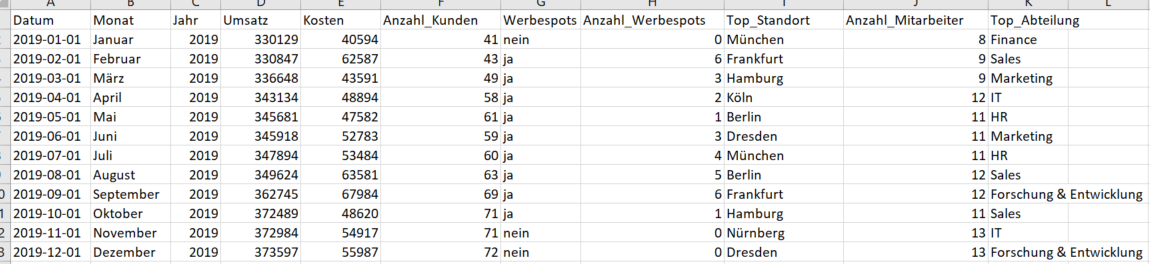 A B C D E F G H I J K L
Datum Monat Jahr Umsatz Kosten Anzahl_Kunden Werbespots Anzahl_Werbespots Top_Standort Anzahl_Mitarbeiter Top_Abteilung
2019-01-01 Januar 2019 330129 40594 41 nein 0 München 8 Finance
2019-02-01 Februar 2019 330847 62587 43 ja 6 Frankfurt 9 Sales
2019-03-01 März 2019 336648 43591 49 ja 3 Hamburg 9 Marketing
2019-04-01 April 2019 343134 48894 58 ja 2 Köln 12 IT
2019-05-01 Mai 2019 345681 47582 61 ja 1 Berlin 11 HR
2019-06-01 Juni 2019 345918 52783 59 ja 3 Dresden 11 Marketing
2019-07-01 Juli 2019 347894 53484 60 ja 4 München 11 HR
2019-08-01 August 2019 349624 63581 63 ja 5 Berlin 12 Sales
2019-09-01 September 2019 362745 67984 69 ja 6 Frankfurt 12 Forschung & Entwicklung
2019-10-01 Oktober 2019 372489 48620 71 ja 1 Hamburg 11 Sales
2019-11-01 November 2019 372984 54917 71 nein 0 Nürnberg 13 IT
2019-12-01 Dezember 2019 373597 55987 72 nein 0 Dresden 13 Forschung & Entwicklung